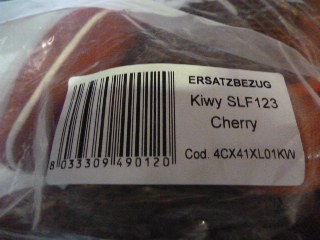 ERSATZBEZUG
Kiwy SLF123
Cherry
Cod. 4CX41XL01KW
8 033309 490120